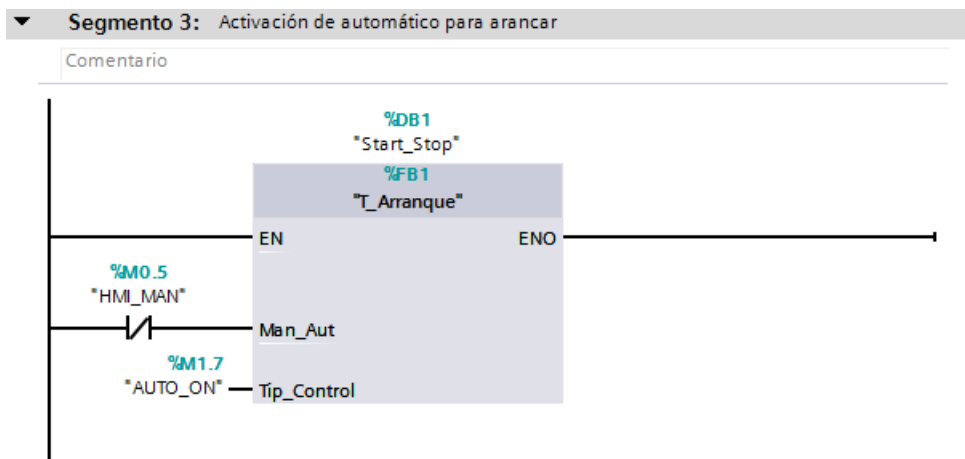 Segmento 3: Activación de automático para arancar
Comentario
%DB1
"Start_Stop"
%FB1
"T_Arranque"
EN ENO
%M0.5
"HMI_MAN"
Man_Aut
%M1.7
"AUTO_ON" Tip_Control